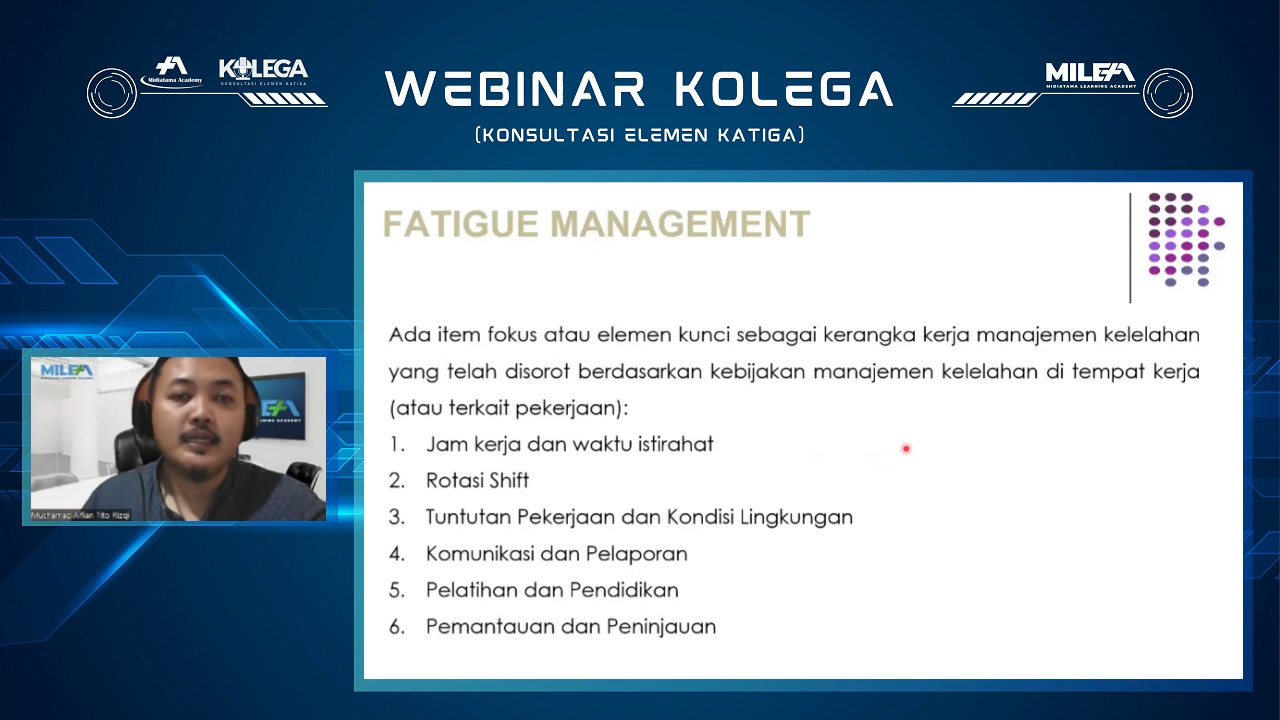 Midiatama Academy
KOLEGA
KONSULTASI ELEMEN KATIGA
WEBINAR KOLEGA
(KONSULTASI ELEMEN KATIGA)
MILEA
MIDIATAMA LEARNING ACADEMY
FATIGUE MANAGEMENT
Ada item fokus atau elemen kunci sebagai kerangka kerja manajemen kelelahan
yang telah disorot berdasarkan kebijakan manajemen kelelahan di tempat kerja
(atau terkait pekerjaan):
1. Jam kerja dan waktu istirahat
2. Rotasi Shift
3. Tuntutan Pekerjaan dan Kondisi Lingkungan
4. Komunikasi dan Pelaporan
5. Pelatihan dan Pendidikan
6. Pemantauan dan Peninjauan
MILEA
Muchamad Alfian Tito Rizqi